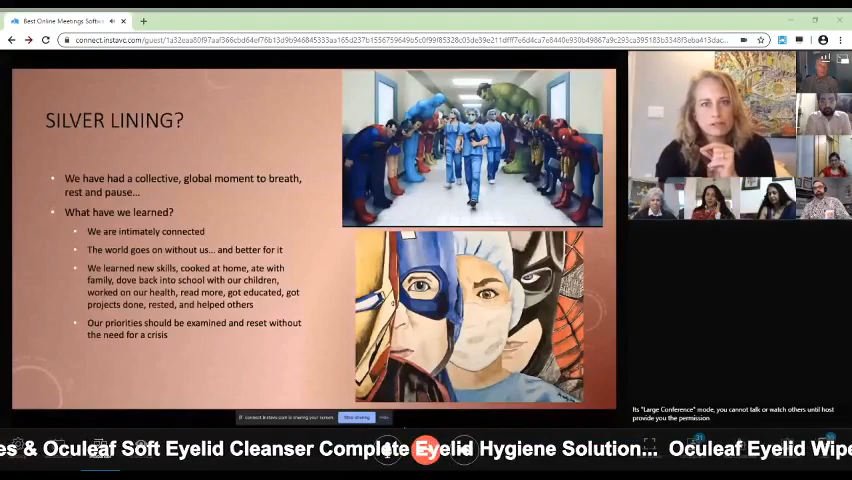 Best Online Meetings Softw
connect.instavc.com/guest/
SILVER LINING?
• We have had a collective, global moment to breath,
rest and pause...
• What have we learned?
• We are intimately connected
• The world goes on without us... and better for it
• We learned new skills, cooked at home, ate with
family, dove back into school with our children,
worked on our health, read more, got educated, got
projects done, rested, and helped others
• Our priorities should be examined and reset without
the need for a crisis
connect.instavc.com is sharing your screen.
Stop sharing
Hide
Its "Large Conference" mode, you cannot talk or watch others until host
provide you the permission
es & Oculeaf Soft Eyelid Cleanser Complete Eyelid Hygiene Solution... Oculeaf Eyelid Wipe